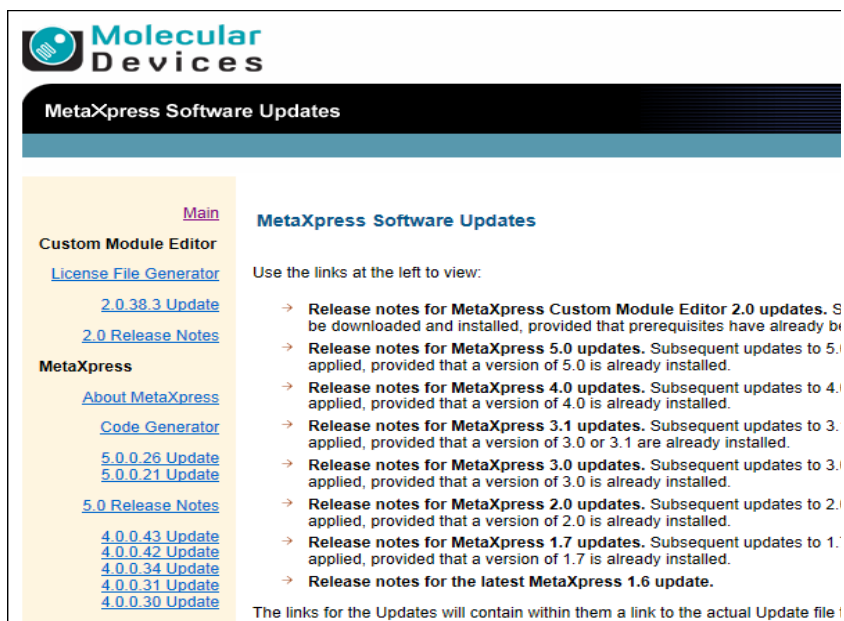 Molecular
Devices
MetaXpress Software Updates
Main
Custom Module Editor
License File Generator
2.0.38.3 Update
2.0 Release Notes
MetaXpress
About MetaXpress
Code Generator
5.0.0.26 Update
5.0.0.21 Update
5.0 Release Notes
4.0.0.43 Update
4.0.0.42 Update
4.0.0.34 Update
4.0.0.31 Update
4.0.0.30 Update
MetaXpress Software Updates
Use the links at the left to view:
→ Release notes for MetaXpress Custom Module Editor 2.0 updates. S
be downloaded and installed, provided that prerequisites have already be
→ Release notes for MetaXpress 5.0 updates. Subsequent updates to 5.0
applied, provided that a version of 5.0 is already installed.
→ Release notes for MetaXpress 4.0 updates. Subsequent updates to 4.0
applied, provided that a version of 4.0 is already installed.
→ Release notes for MetaXpress 3.1 updates. Subsequent updates to 3.
applied, provided that a version of 3.0 or 3.1 are already installed.
→ Release notes for MetaXpress 3.0 updates. Subsequent updates to 3.0
applied, provided that a version of 3.0 is already installed.
→ Release notes for MetaXpress 2.0 updates. Subsequent updates to 2.0
applied, provided that a version of 2.0 is already installed.
→ Release notes for MetaXpress 1.7 updates. Subsequent updates to 1.7
applied, provided that a version of 1.7 is already installed.
→ Release notes for the latest MetaXpress 1.6 update.
The links for the Updates will contain within them a link to the actual Update file